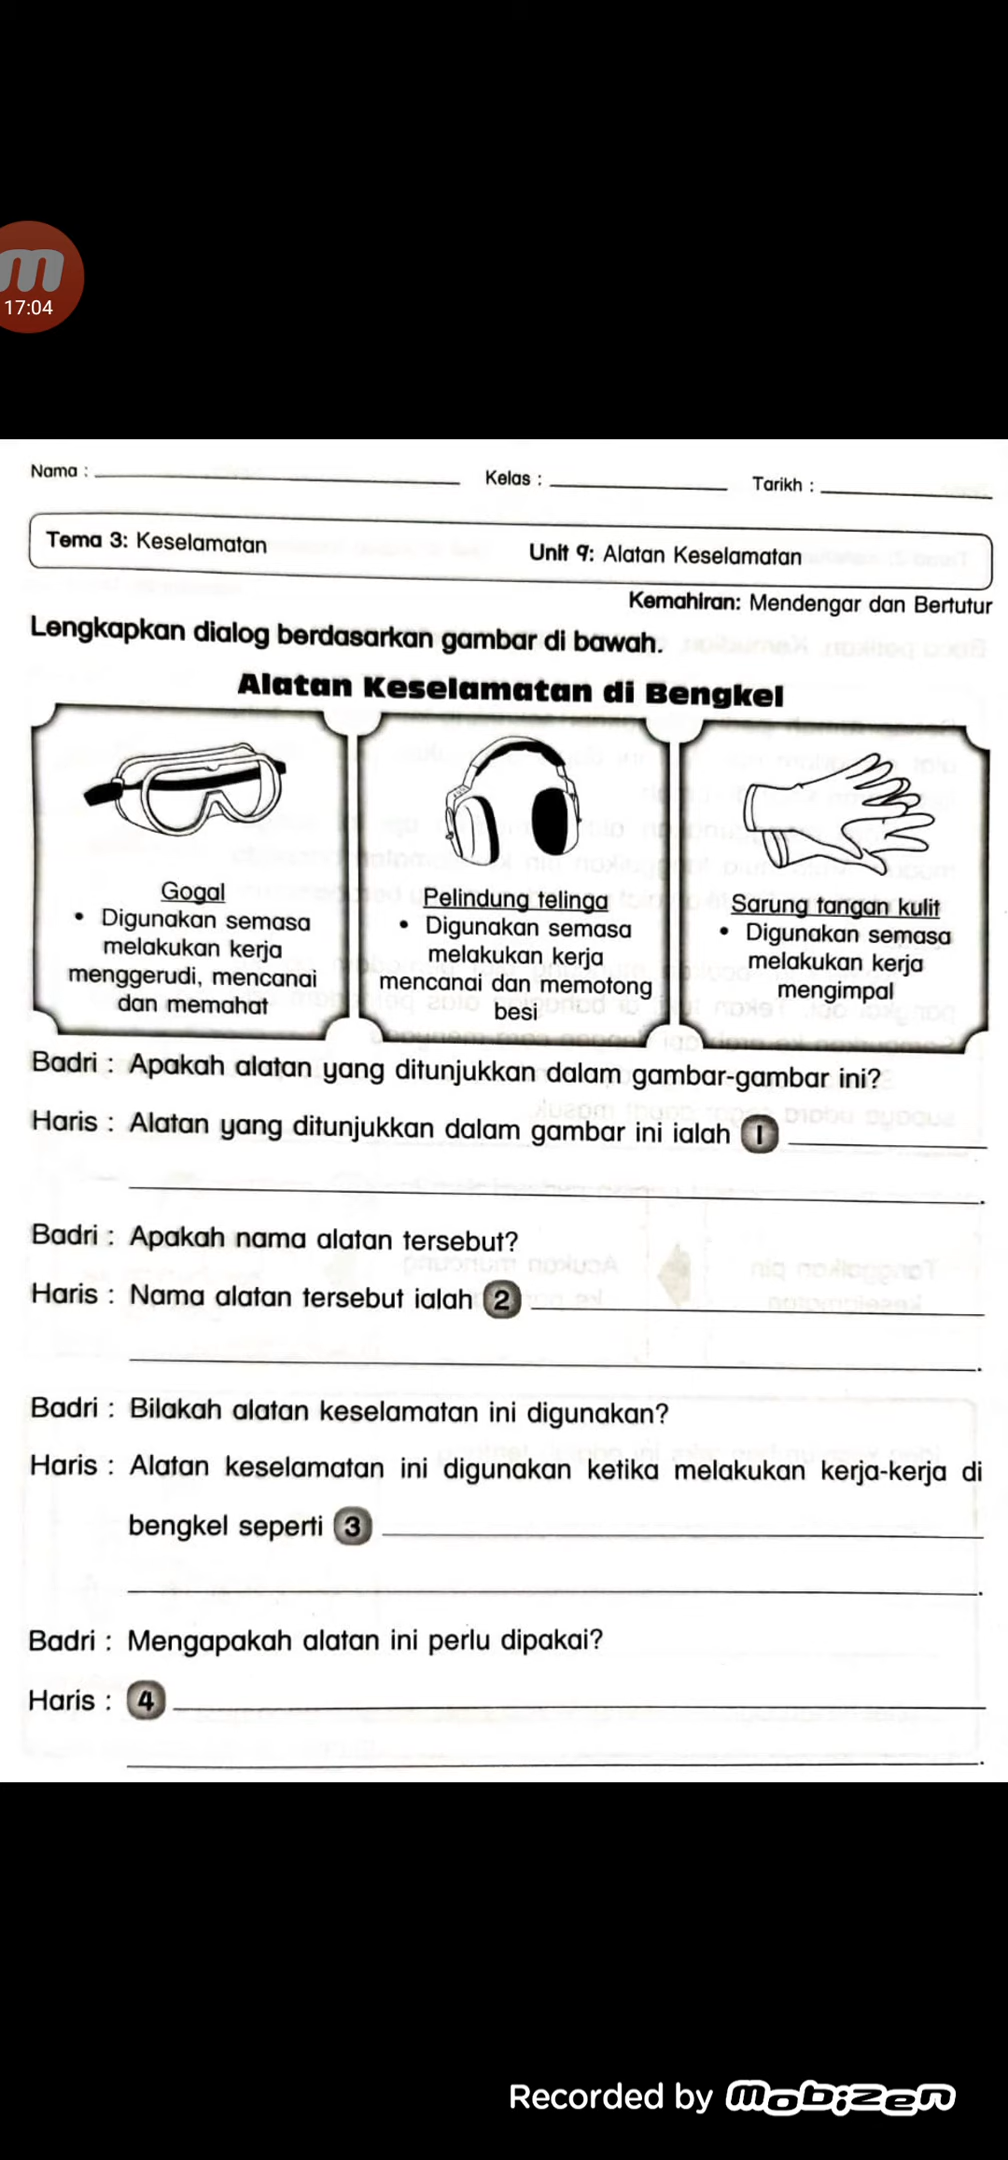 17:04
Nama : Kelas : Tarikh :
Tema 3: Keselamatan Unit 9: Alatan Keselamatan
Kemahiran: Mendengar dan Bertutur
Lengkapkan dialog berdasarkan gambar di bawah.
Alatan Keselamatan di Bengkel
Gogal
• Digunakan semasa
melakukan kerja
menggerudi, mencanai
dan memahat
Pelindung telinga
• Digunakan semasa
melakukan kerja
mencanai dan memotong
besi
Sarung tangan kulit
• Digunakan semasa
melakukan kerja
mengimpal
Badri : Apakah alatan yang ditunjukkan dalam gambar-gambar ini?
Haris : Alatan yang ditunjukkan dalam gambar ini ialah 1
.
Badri : Apakah nama alatan tersebut?
Haris : Nama alatan tersebut ialah 2
.
Badri : Bilakah alatan keselamatan ini digunakan?
Haris : Alatan keselamatan ini digunakan ketika melakukan kerja-kerja di
bengkel seperti 3
.
Badri : Mengapakah alatan ini perlu dipakai?
Haris : 4
.
Recorded by Mobizen